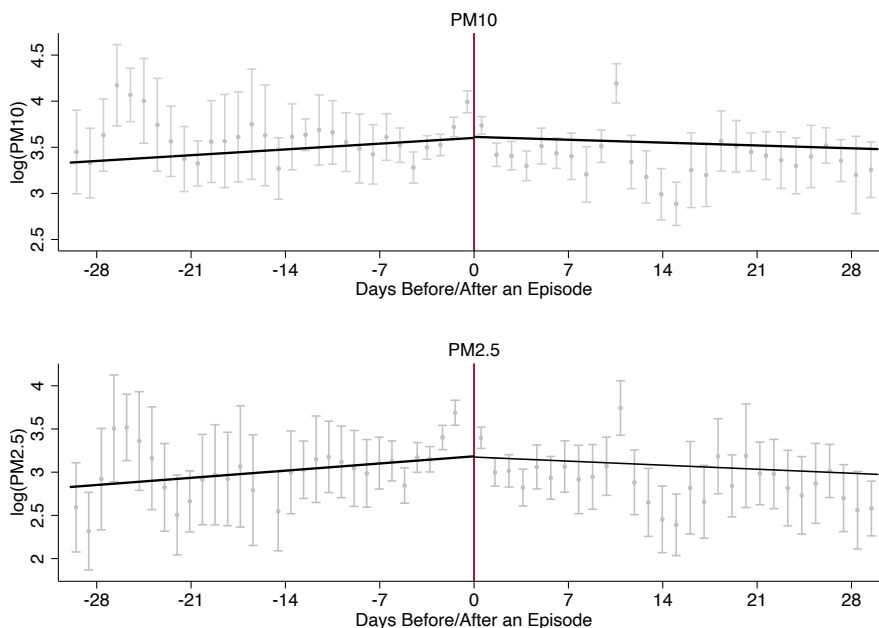 PM10
log(PM10)
4.5
4
3.5
3
2.5
-28 -21 -14 -7 0 7 14 21 28
Days Before/After an Episode
PM2.5
log(PM2.5)
4
3.5
3
2.5
2
-28 -21 -14 -7 0 7 14 21 28
Days Before/After an Episode